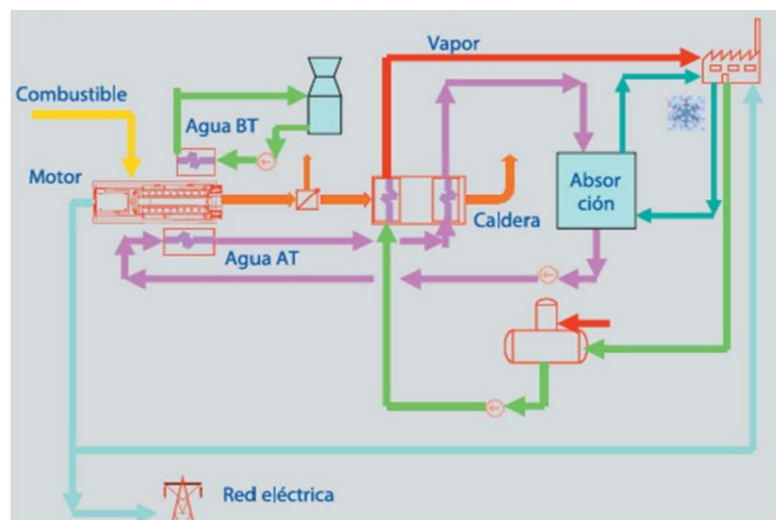 Vapor
Combustible
Agua BT
Motor
Absor
ción
Caldera
Agua AT
Red eléctrica